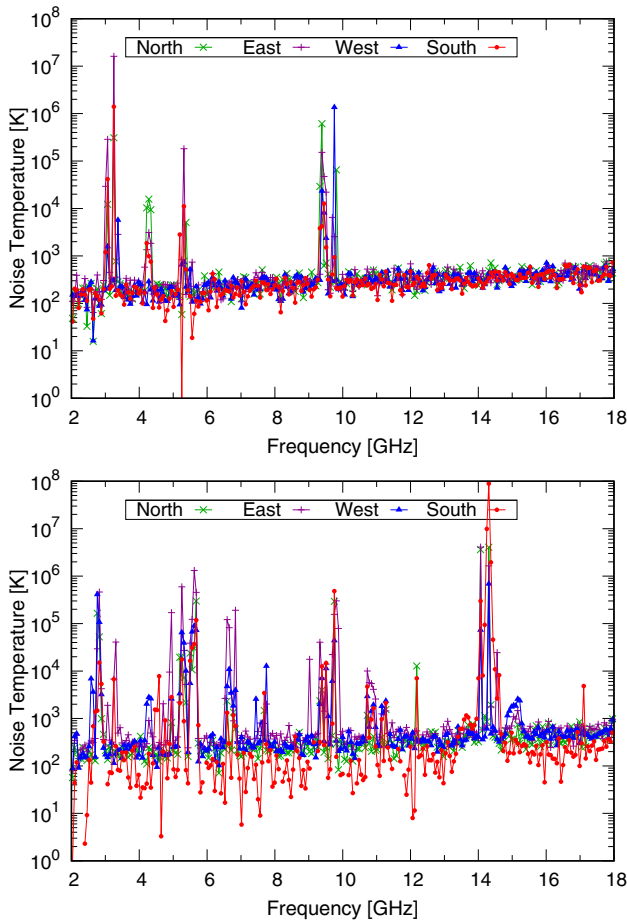 10^8
10^7
10^6
10^5
10^4
10^3
10^2
10^1
10^0
Noise Temperature [K]
North East West South
2 4 6 8 10 12 14 16 18
Frequency [GHz]
10^8
10^7
10^6
10^5
10^4
10^3
10^2
10^1
10^0
Noise Temperature [K]
North East West South
2 4 6 8 10 12 14 16 18
Frequency [GHz]